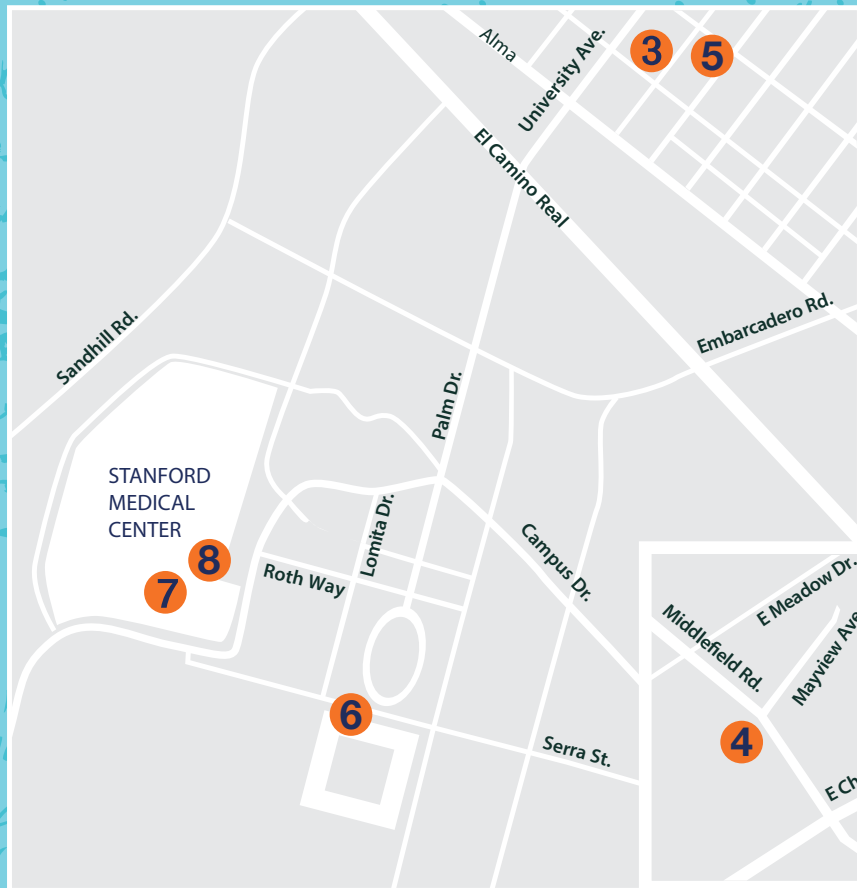 Alma
University Ave.
3
5
El Camino Real
Embarcadero Rd.
Sandhill Rd.
Palm Dr.
STANFORD
MEDICAL
CENTER
8
7
Lomita Dr.
Roth Way
Campus Dr.
E Meadow Dr.
Middlefield Rd.
Mayview Ave
6
4
Serra St.
E Ch